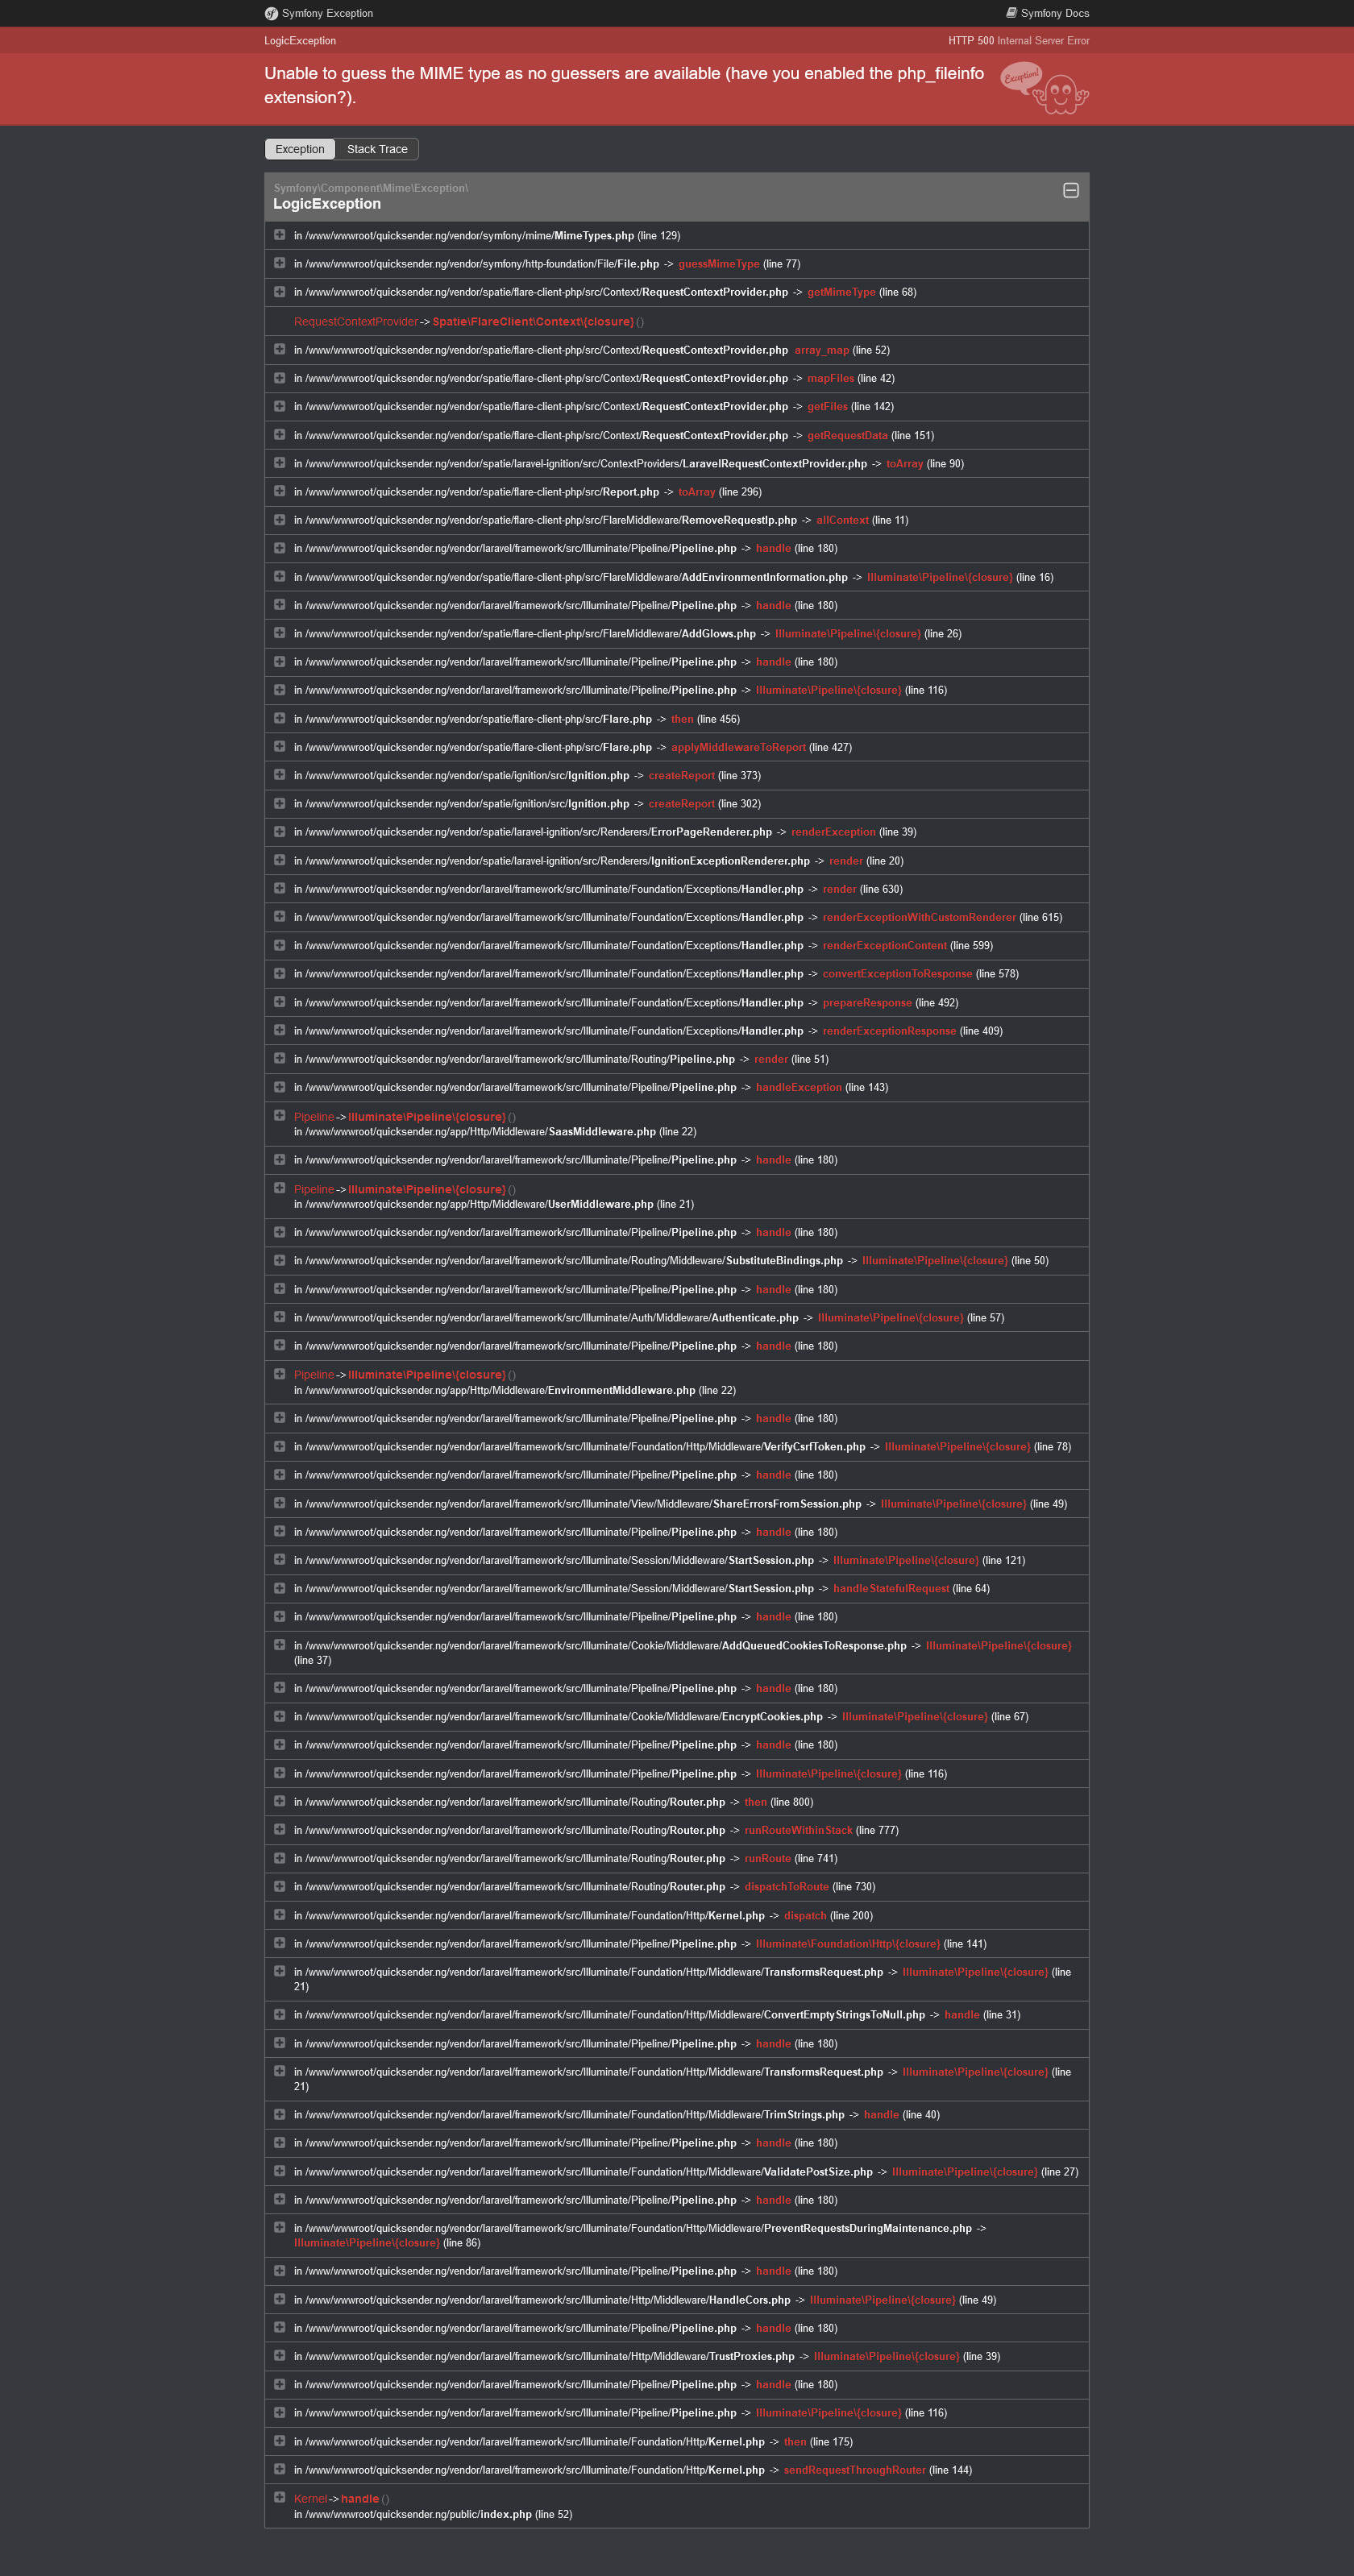 Symfony Exception
Symfony Docs
LogicException
HTTP 500 Internal Server Error
Unable to guess the MIME type as no guessers are available (have you enabled the php_fileinfo
extension?).
Exception!
Exception
Stack Trace
Symfony\Component\Mime\Exception\
LogicException
in /www/wwwroot/quicksender.ng/vendor/symfony/mime/MimeTypes.php (line 129)
in /www/wwwroot/quicksender.ng/vendor/symfony/http-foundation/File/File.php -> guessMimeType (line 77)
in /www/wwwroot/quicksender.ng/vendor/spatie/flare-client-php/src/Context/RequestContextProvider.php -> getMimeType (line 68)
RequestContextProvider->Spatie\FlareClient\Context\{closure}()
in /www/wwwroot/quicksender.ng/vendor/spatie/flare-client-php/src/Context/RequestContextProvider.php array_map (line 52)
in /www/wwwroot/quicksender.ng/vendor/spatie/flare-client-php/src/Context/RequestContextProvider.php -> mapFiles (line 42)
in /www/wwwroot/quicksender.ng/vendor/spatie/flare-client-php/src/Context/RequestContextProvider.php -> getFiles (line 142)
in /www/wwwroot/quicksender.ng/vendor/spatie/flare-client-php/src/Context/RequestContextProvider.php -> getRequestData (line 151)
in /www/wwwroot/quicksender.ng/vendor/spatie/laravel-ignition/src/ContextProviders/LaravelRequestContextProvider.php -> toArray (line 90)
in /www/wwwroot/quicksender.ng/vendor/spatie/flare-client-php/src/Report.php -> toArray (line 296)
in /www/wwwroot/quicksender.ng/vendor/spatie/flare-client-php/src/FlareMiddleware/RemoveRequestIp.php -> allContext (line 11)
in /www/wwwroot/quicksender.ng/vendor/laravel/framework/src/Illuminate/Pipeline/Pipeline.php -> handle (line 180)
in /www/wwwroot/quicksender.ng/vendor/spatie/flare-client-php/src/FlareMiddleware/AddEnvironmentInformation.php -> Illuminate\Pipeline\{closure} (line 16)
in /www/wwwroot/quicksender.ng/vendor/laravel/framework/src/Illuminate/Pipeline/Pipeline.php -> handle (line 180)
in /www/wwwroot/quicksender.ng/vendor/spatie/flare-client-php/src/FlareMiddleware/AddGlows.php -> Illuminate\Pipeline\{closure} (line 26)
in /www/wwwroot/quicksender.ng/vendor/laravel/framework/src/Illuminate/Pipeline/Pipeline.php -> handle (line 180)
in /www/wwwroot/quicksender.ng/vendor/laravel/framework/src/Illuminate/Pipeline/Pipeline.php -> Illuminate\Pipeline\{closure} (line 116)
in /www/wwwroot/quicksender.ng/vendor/spatie/flare-client-php/src/Flare.php -> then (line 456)
in /www/wwwroot/quicksender.ng/vendor/spatie/flare-client-php/src/Flare.php -> applyMiddlewareToReport (line 427)
in /www/wwwroot/quicksender.ng/vendor/spatie/ignition/src/Ignition.php -> createReport (line 373)
in /www/wwwroot/quicksender.ng/vendor/spatie/ignition/src/Ignition.php -> createReport (line 302)
in /www/wwwroot/quicksender.ng/vendor/spatie/laravel-ignition/src/Renderers/ErrorPageRenderer.php -> renderException (line 39)
in /www/wwwroot/quicksender.ng/vendor/spatie/laravel-ignition/src/Renderers/IgnitionExceptionRenderer.php -> render (line 20)
in /www/wwwroot/quicksender.ng/vendor/laravel/framework/src/Illuminate/Foundation/Exceptions/Handler.php -> render (line 630)
in /www/wwwroot/quicksender.ng/vendor/laravel/framework/src/Illuminate/Foundation/Exceptions/Handler.php -> renderExceptionWithCustomRenderer (line 615)
in /www/wwwroot/quicksender.ng/vendor/laravel/framework/src/Illuminate/Foundation/Exceptions/Handler.php -> renderExceptionContent (line 599)
in /www/wwwroot/quicksender.ng/vendor/laravel/framework/src/Illuminate/Foundation/Exceptions/Handler.php -> convertExceptionToResponse (line 578)
in /www/wwwroot/quicksender.ng/vendor/laravel/framework/src/Illuminate/Foundation/Exceptions/Handler.php -> prepareResponse (line 492)
in /www/wwwroot/quicksender.ng/vendor/laravel/framework/src/Illuminate/Foundation/Exceptions/Handler.php -> renderExceptionResponse (line 409)
in /www/wwwroot/quicksender.ng/vendor/laravel/framework/src/Illuminate/Routing/Pipeline.php -> render (line 51)
in /www/wwwroot/quicksender.ng/vendor/laravel/framework/src/Illuminate/Pipeline/Pipeline.php -> handleException (line 143)
Pipeline->Illuminate\Pipeline\{closure}()
in /www/wwwroot/quicksender.ng/app/Http/Middleware/SaasMiddleware.php (line 22)
in /www/wwwroot/quicksender.ng/vendor/laravel/framework/src/Illuminate/Pipeline/Pipeline.php -> handle (line 180)
Pipeline->Illuminate\Pipeline\{closure}()
in /www/wwwroot/quicksender.ng/app/Http/Middleware/UserMiddleware.php (line 21)
in /www/wwwroot/quicksender.ng/vendor/laravel/framework/src/Illuminate/Pipeline/Pipeline.php -> handle (line 180)
in /www/wwwroot/quicksender.ng/vendor/laravel/framework/src/Illuminate/Routing/Middleware/SubstituteBindings.php -> Illuminate\Pipeline\{closure} (line 50)
in /www/wwwroot/quicksender.ng/vendor/laravel/framework/src/Illuminate/Pipeline/Pipeline.php -> handle (line 180)
in /www/wwwroot/quicksender.ng/vendor/laravel/framework/src/Illuminate/Auth/Middleware/Authenticate.php -> Illuminate\Pipeline\{closure} (line 57)
in /www/wwwroot/quicksender.ng/vendor/laravel/framework/src/Illuminate/Pipeline/Pipeline.php -> handle (line 180)
Pipeline->Illuminate\Pipeline\{closure}()
in /www/wwwroot/quicksender.ng/app/Http/Middleware/EnvironmentMiddleware.php (line 22)
in /www/wwwroot/quicksender.ng/vendor/laravel/framework/src/Illuminate/Pipeline/Pipeline.php -> handle (line 180)
in /www/wwwroot/quicksender.ng/vendor/laravel/framework/src/Illuminate/Foundation/Http/Middleware/VerifyCsrfToken.php -> Illuminate\Pipeline\{closure} (line 78)
in /www/wwwroot/quicksender.ng/vendor/laravel/framework/src/Illuminate/Pipeline/Pipeline.php -> handle (line 180)
in /www/wwwroot/quicksender.ng/vendor/laravel/framework/src/Illuminate/View/Middleware/ShareErrorsFromSession.php -> Illuminate\Pipeline\{closure} (line 49)
in /www/wwwroot/quicksender.ng/vendor/laravel/framework/src/Illuminate/Pipeline/Pipeline.php -> handle (line 180)
in /www/wwwroot/quicksender.ng/vendor/laravel/framework/src/Illuminate/Session/Middleware/StartSession.php -> Illuminate\Pipeline\{closure} (line 121)
in /www/wwwroot/quicksender.ng/vendor/laravel/framework/src/Illuminate/Session/Middleware/StartSession.php -> handleStatefulRequest (line 64)
in /www/wwwroot/quicksender.ng/vendor/laravel/framework/src/Illuminate/Pipeline/Pipeline.php -> handle (line 180)
in /www/wwwroot/quicksender.ng/vendor/laravel/framework/src/Illuminate/Cookie/Middleware/AddQueuedCookiesToResponse.php -> Illuminate\Pipeline\{closure}
(line 37)
in /www/wwwroot/quicksender.ng/vendor/laravel/framework/src/Illuminate/Pipeline/Pipeline.php -> handle (line 180)
in /www/wwwroot/quicksender.ng/vendor/laravel/framework/src/Illuminate/Cookie/Middleware/EncryptCookies.php -> Illuminate\Pipeline\{closure} (line 67)
in /www/wwwroot/quicksender.ng/vendor/laravel/framework/src/Illuminate/Pipeline/Pipeline.php -> handle (line 180)
in /www/wwwroot/quicksender.ng/vendor/laravel/framework/src/Illuminate/Pipeline/Pipeline.php -> Illuminate\Pipeline\{closure} (line 116)
in /www/wwwroot/quicksender.ng/vendor/laravel/framework/src/Illuminate/Routing/Router.php -> then (line 800)
in /www/wwwroot/quicksender.ng/vendor/laravel/framework/src/Illuminate/Routing/Router.php -> runRouteWithinStack (line 777)
in /www/wwwroot/quicksender.ng/vendor/laravel/framework/src/Illuminate/Routing/Router.php -> runRoute (line 741)
in /www/wwwroot/quicksender.ng/vendor/laravel/framework/src/Illuminate/Routing/Router.php -> dispatchToRoute (line 730)
in /www/wwwroot/quicksender.ng/vendor/laravel/framework/src/Illuminate/Foundation/Http/Kernel.php -> dispatch (line 200)
in /www/wwwroot/quicksender.ng/vendor/laravel/framework/src/Illuminate/Pipeline/Pipeline.php -> Illuminate\Foundation\Http\{closure} (line 141)
in /www/wwwroot/quicksender.ng/vendor/laravel/framework/src/Illuminate/Foundation/Http/Middleware/TransformsRequest.php -> Illuminate\Pipeline\{closure} (line
21)
in /www/wwwroot/quicksender.ng/vendor/laravel/framework/src/Illuminate/Foundation/Http/Middleware/ConvertEmptyStringsToNull.php -> handle (line 31)
in /www/wwwroot/quicksender.ng/vendor/laravel/framework/src/Illuminate/Pipeline/Pipeline.php -> handle (line 180)
in /www/wwwroot/quicksender.ng/vendor/laravel/framework/src/Illuminate/Foundation/Http/Middleware/TransformsRequest.php -> Illuminate\Pipeline\{closure} (line
21)
in /www/wwwroot/quicksender.ng/vendor/laravel/framework/src/Illuminate/Foundation/Http/Middleware/TrimStrings.php -> handle (line 40)
in /www/wwwroot/quicksender.ng/vendor/laravel/framework/src/Illuminate/Pipeline/Pipeline.php -> handle (line 180)
in /www/wwwroot/quicksender.ng/vendor/laravel/framework/src/Illuminate/Foundation/Http/Middleware/ValidatePostSize.php -> Illuminate\Pipeline\{closure} (line 27)
in /www/wwwroot/quicksender.ng/vendor/laravel/framework/src/Illuminate/Pipeline/Pipeline.php -> handle (line 180)
in /www/wwwroot/quicksender.ng/vendor/laravel/framework/src/Illuminate/Foundation/Http/Middleware/PreventRequestsDuringMaintenance.php ->
Illuminate\Pipeline\{closure} (line 86)
in /www/wwwroot/quicksender.ng/vendor/laravel/framework/src/Illuminate/Pipeline/Pipeline.php -> handle (line 180)
in /www/wwwroot/quicksender.ng/vendor/laravel/framework/src/Illuminate/Http/Middleware/HandleCors.php -> Illuminate\Pipeline\{closure} (line 49)
in /www/wwwroot/quicksender.ng/vendor/laravel/framework/src/Illuminate/Pipeline/Pipeline.php -> handle (line 180)
in /www/wwwroot/quicksender.ng/vendor/laravel/framework/src/Illuminate/Http/Middleware/TrustProxies.php -> Illuminate\Pipeline\{closure} (line 39)
in /www/wwwroot/quicksender.ng/vendor/laravel/framework/src/Illuminate/Pipeline/Pipeline.php -> handle (line 180)
in /www/wwwroot/quicksender.ng/vendor/laravel/framework/src/Illuminate/Pipeline/Pipeline.php -> Illuminate\Pipeline\{closure} (line 116)
in /www/wwwroot/quicksender.ng/vendor/laravel/framework/src/Illuminate/Foundation/Http/Kernel.php -> then (line 175)
in /www/wwwroot/quicksender.ng/vendor/laravel/framework/src/Illuminate/Foundation/Http/Kernel.php -> sendRequestThroughRouter (line 144)
Kernel->handle()
in /www/wwwroot/quicksender.ng/public/index.php (line 52)